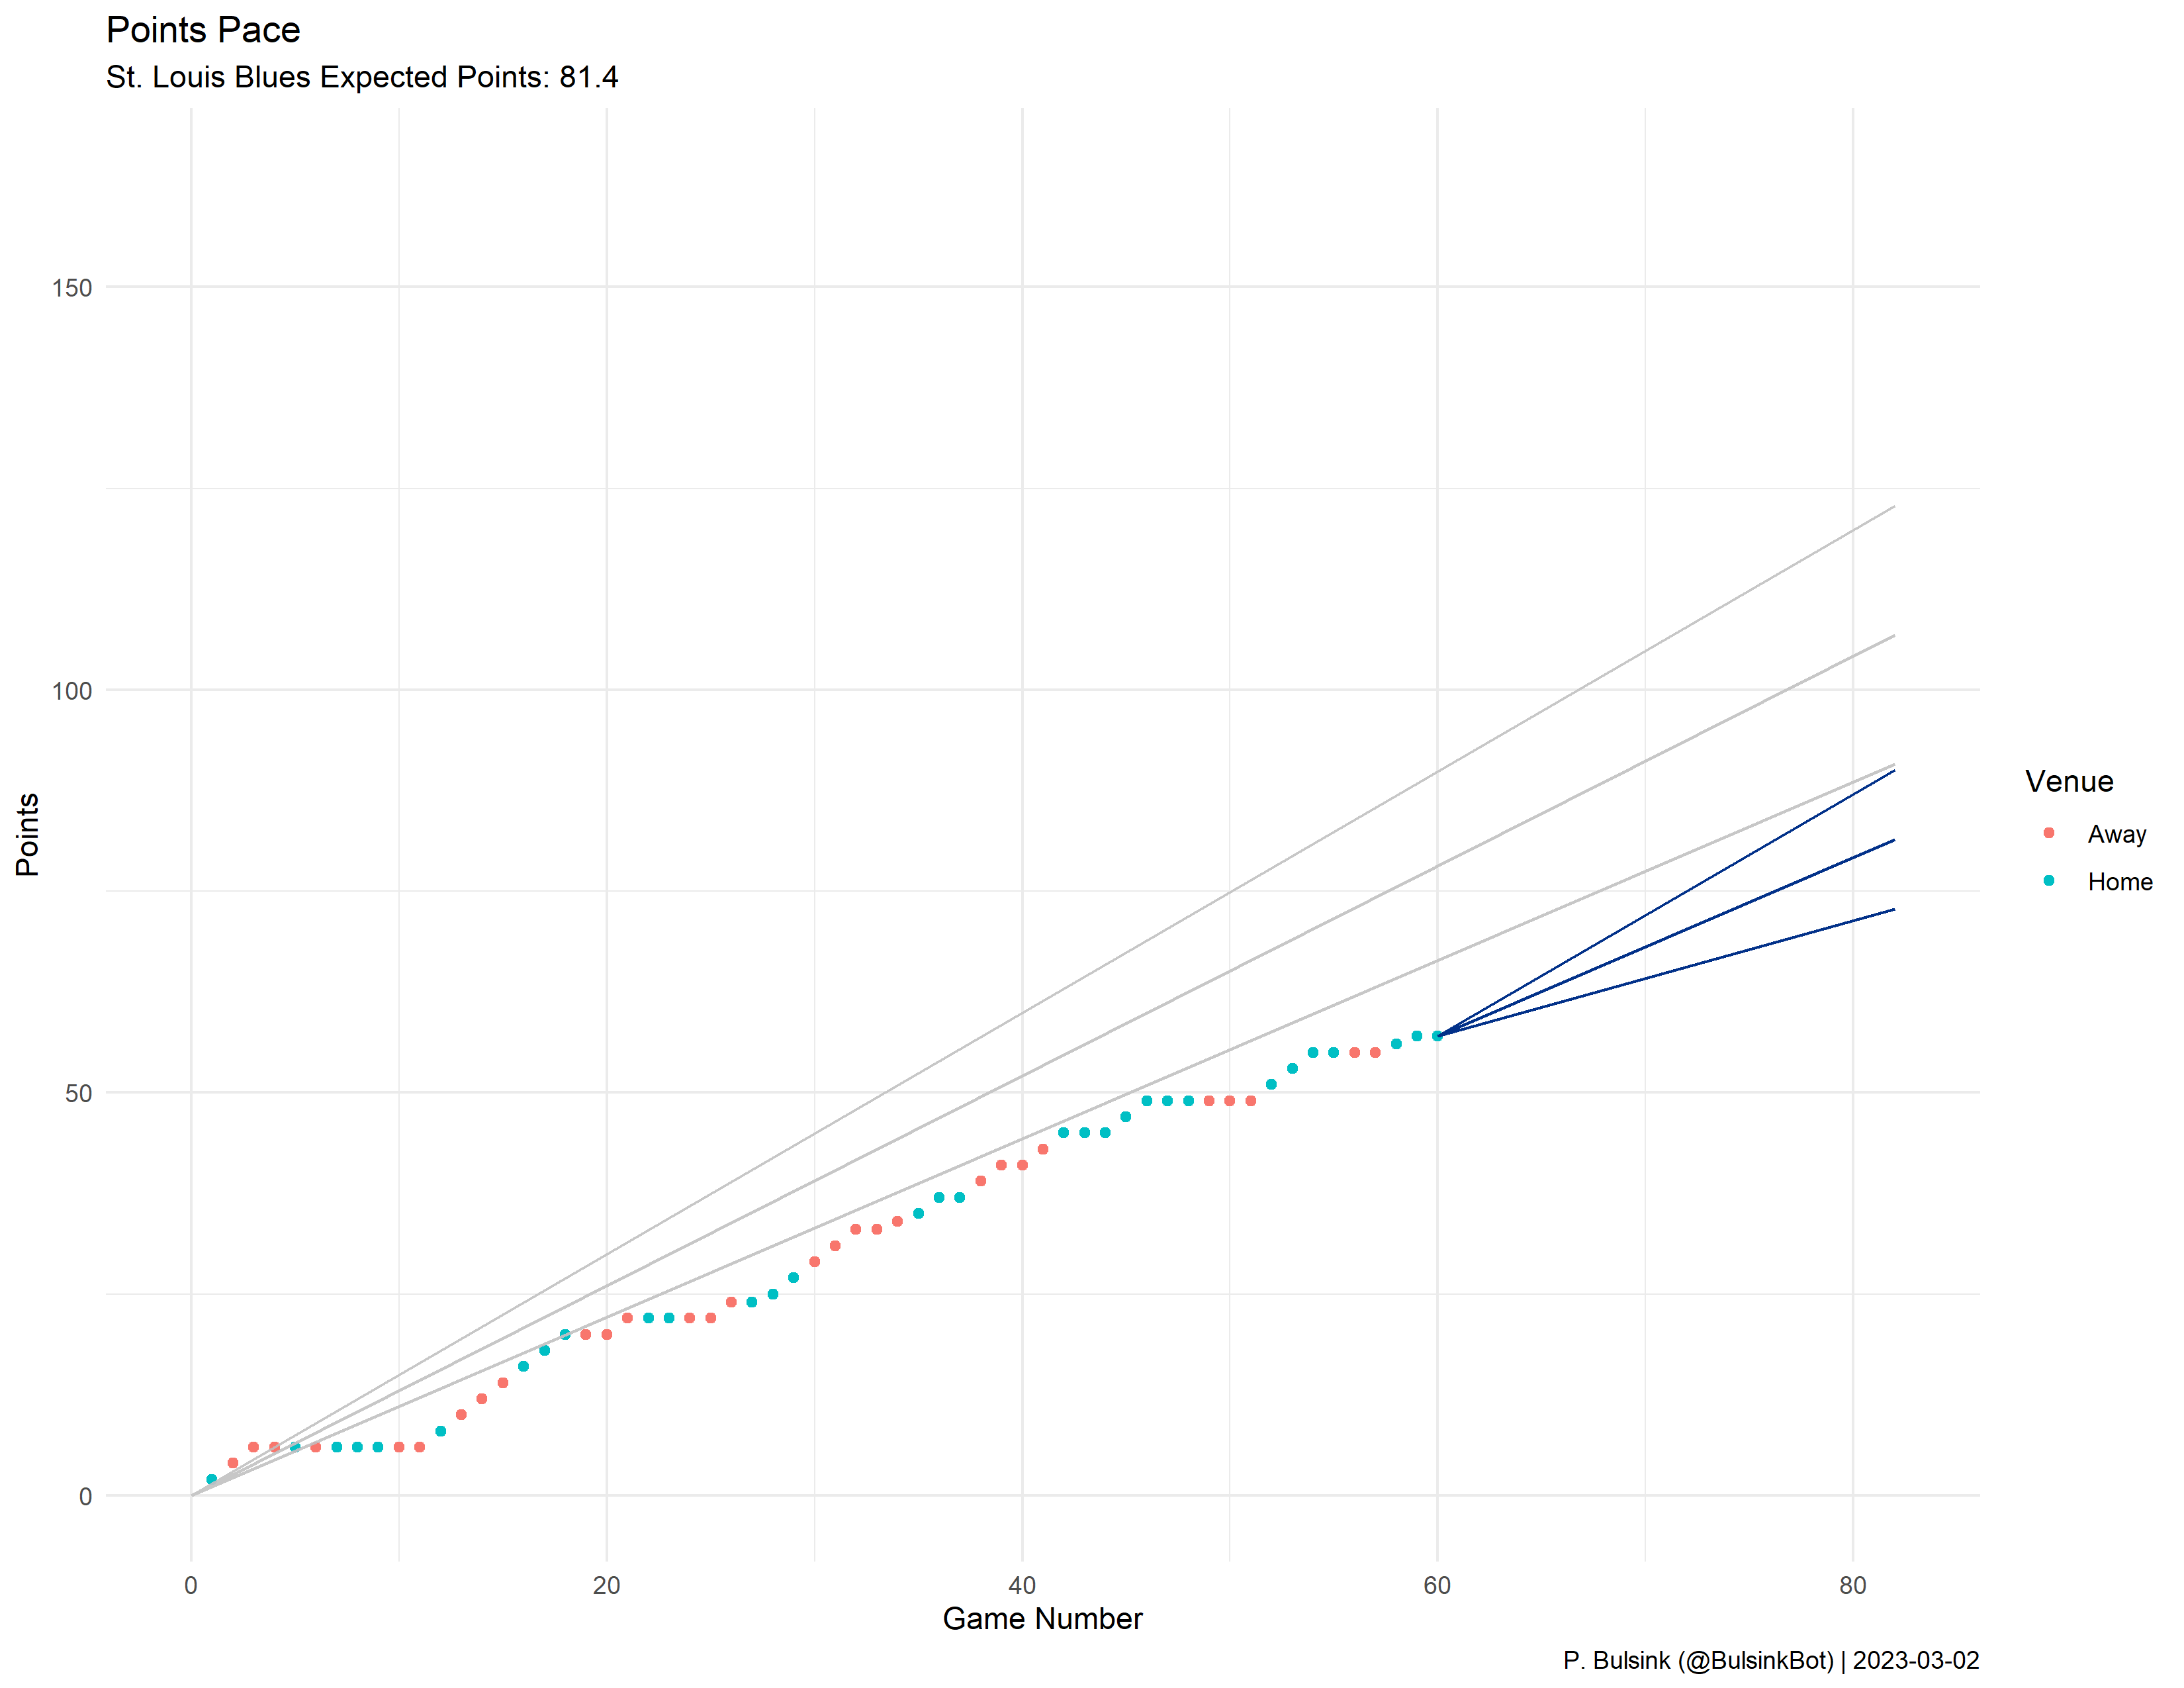 Points Pace
St. Louis Blues Expected Points: 81.4
150
100
50
0
Points
0 20 40 60 80
Game Number
Venue
Away
Home
P. Bulsink (@BulsinkBot) | 2023-03-02